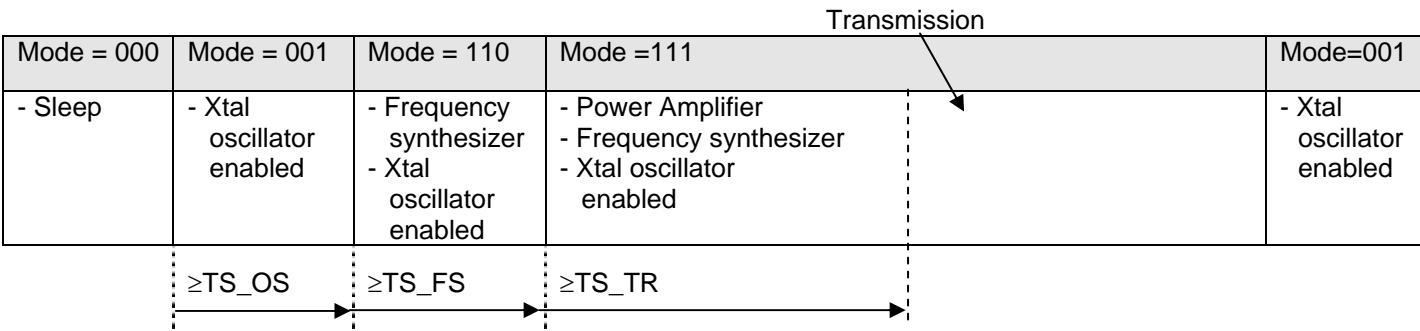 Transmission
Mode = 000
Mode = 001
Mode = 110
Mode =111
Mode=001
- Sleep
- Xtal
oscillator
enabled
- Frequency
synthesizer
- Xtal
oscillator
enabled
- Power Amplifier
- Frequency synthesizer
- Xtal oscillator
enabled
- Xtal
oscillator
enabled
≥TS_OS
≥TS_FS
≥TS_TR